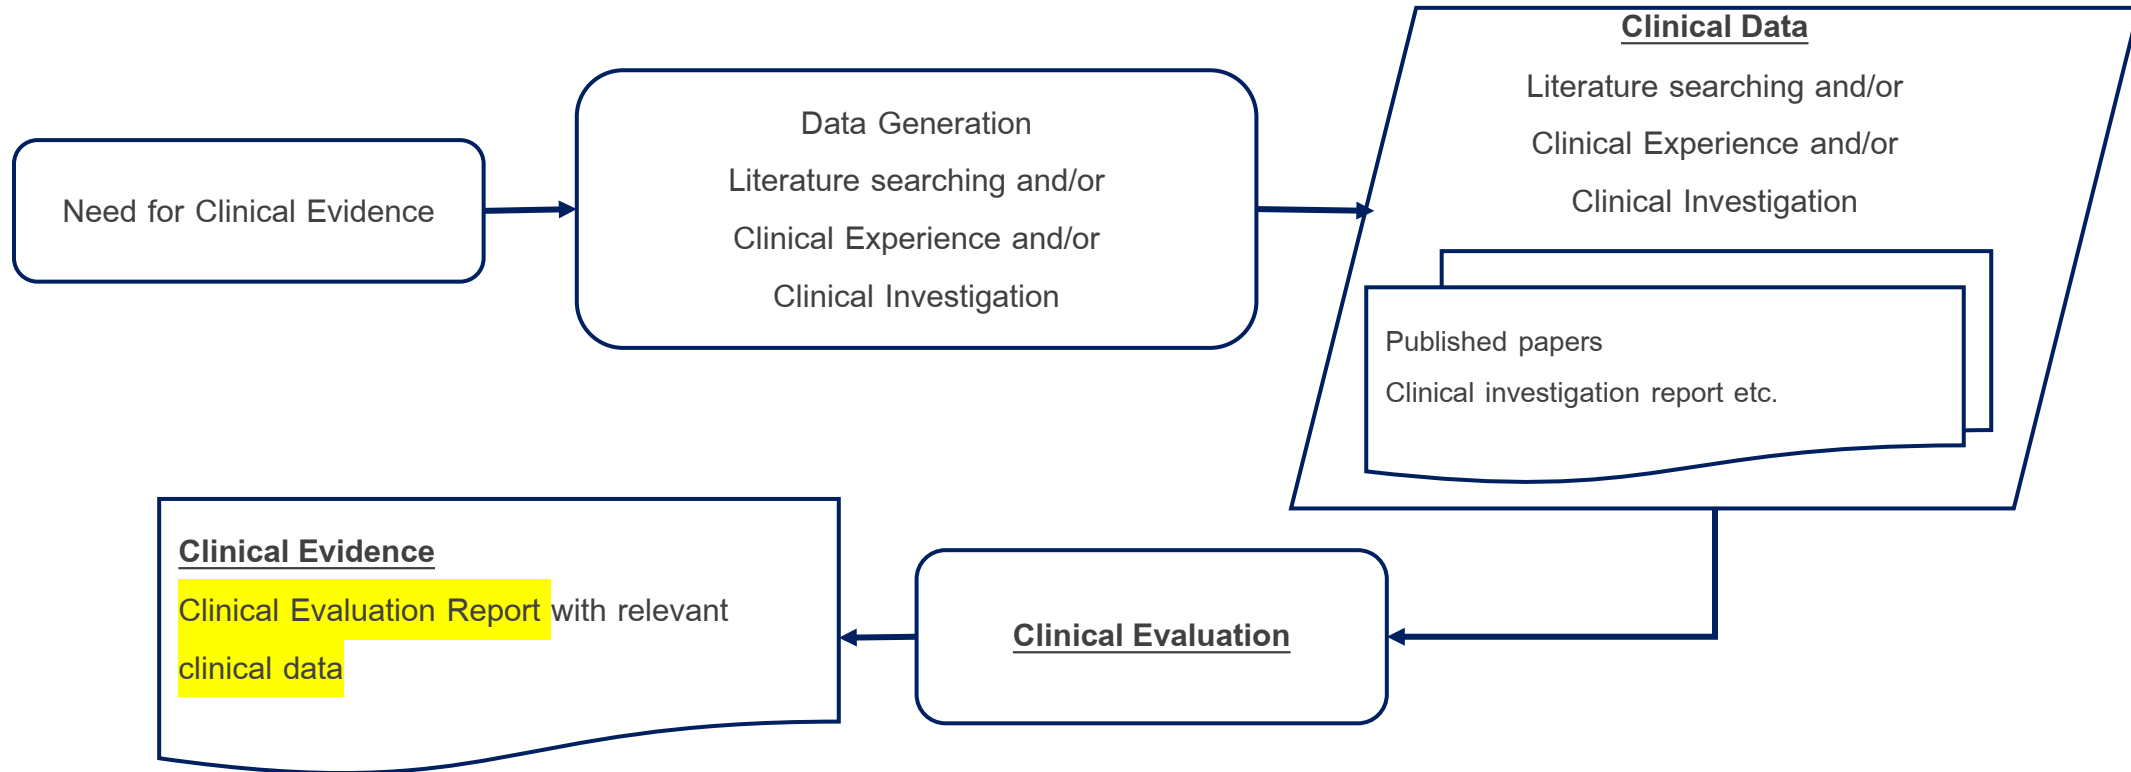 Need for Clinical Evidence
Data Generation
Literature searching and/or
Clinical Experience and/or
Clinical Investigation
Clinical Data
Literature searching and/or
Clinical Experience and/or
Clinical Investigation
Published papers
Clinical investigation report etc.
Clinical Evaluation
Clinical Evidence
Clinical Evaluation Report with relevant
clinical data